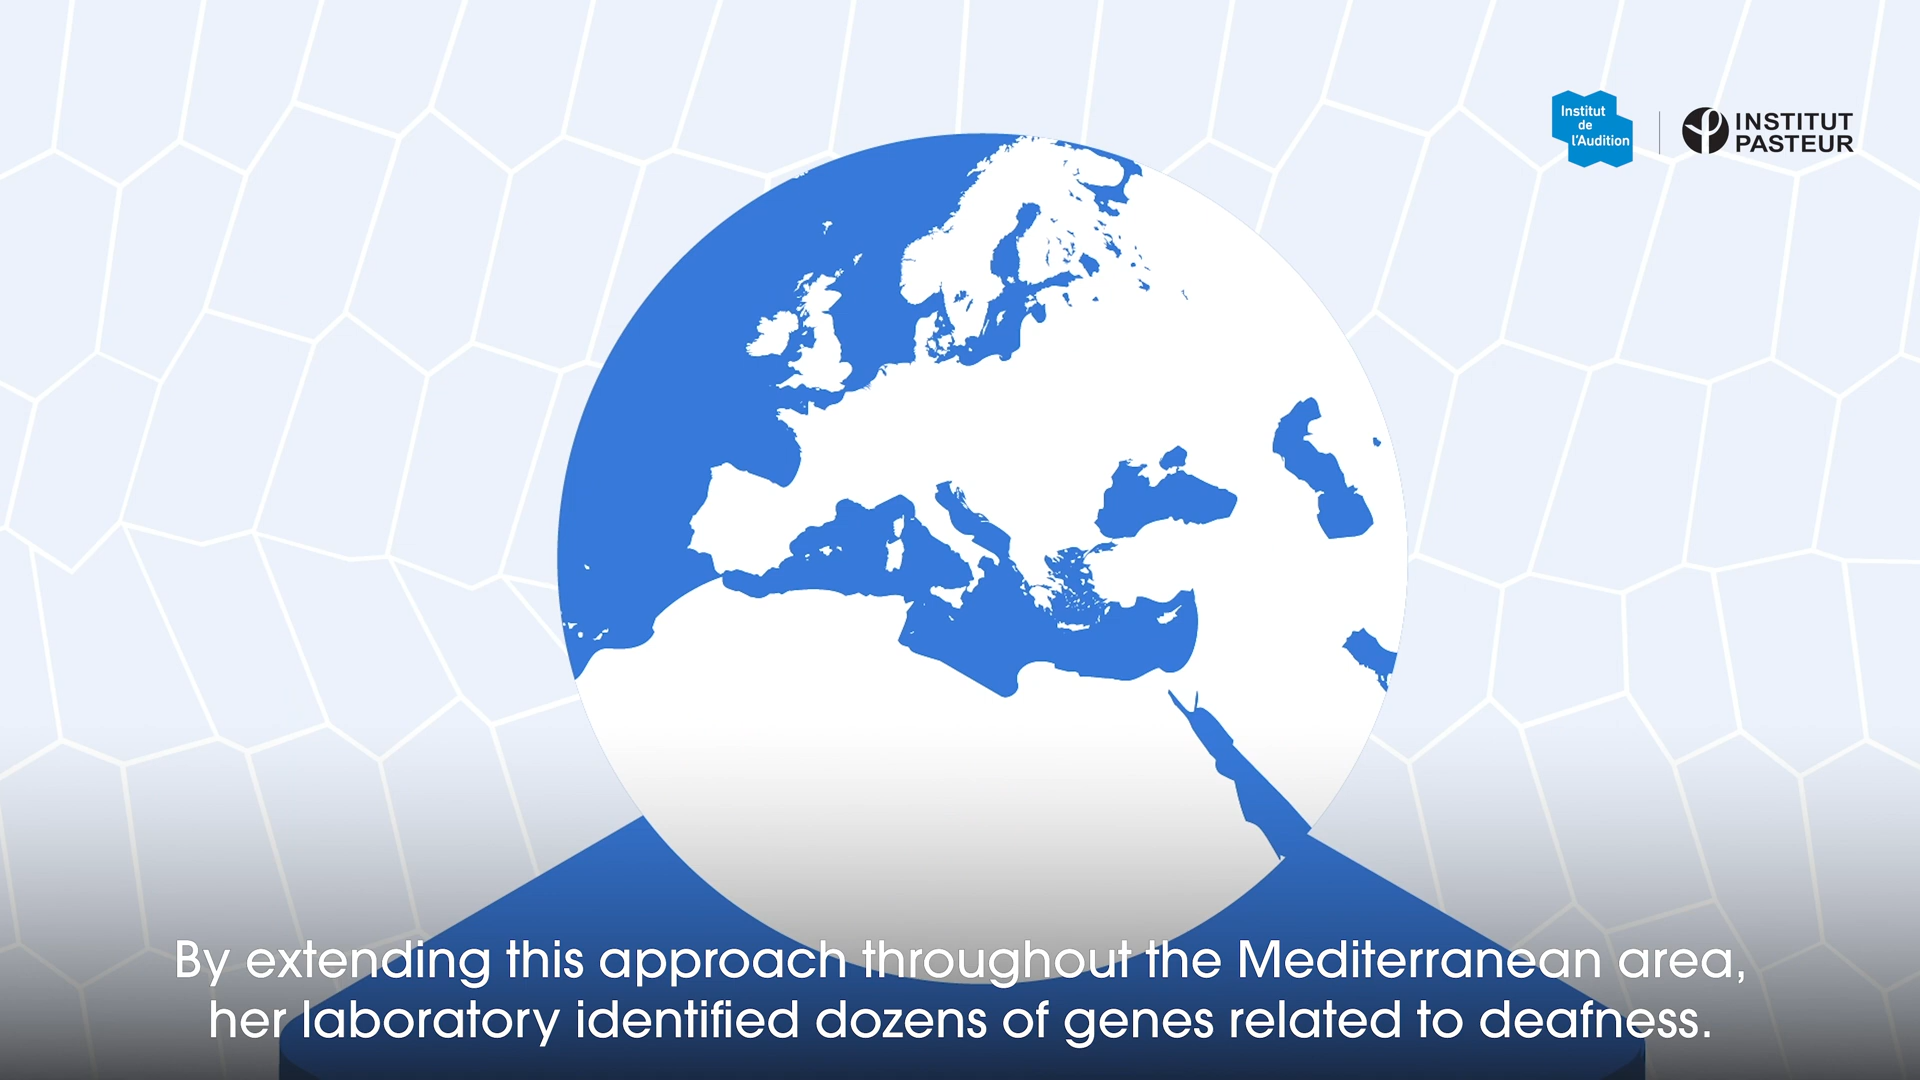 Institut
de
l'Audition
INSTITUT
PASTEUR
By extending this approach throughout the Mediterranean area,
her laboratory identified dozens of genes related to deafness.